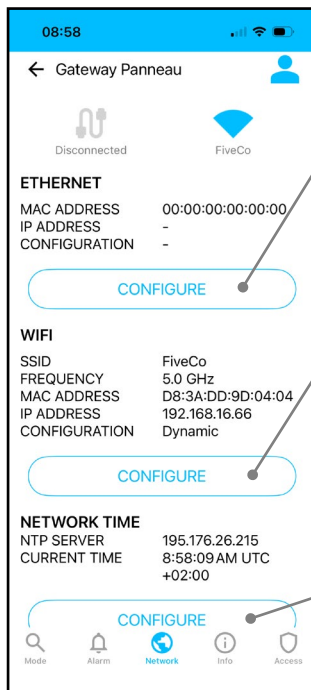 08:58
Gateway Panneau
Disconnected FiveCo
ETHERNET
MAC ADDRESS 00:00:00:00:00:00
IP ADDRESS -
CONFIGURATION -
CONFIGURE
WIFI
SSID FiveCo
FREQUENCY 5.0 GHz
MAC ADDRESS D8:3A:DD:9D:04:04
IP ADDRESS 192.168.16.66
CONFIGURATION Dynamic
CONFIGURE
NETWORK TIME
NTP SERVER 195.176.26.215
CURRENT TIME 8:58:09 AM UTC
+02:00
CONFIGURE
Mode Alarm Network Info Access